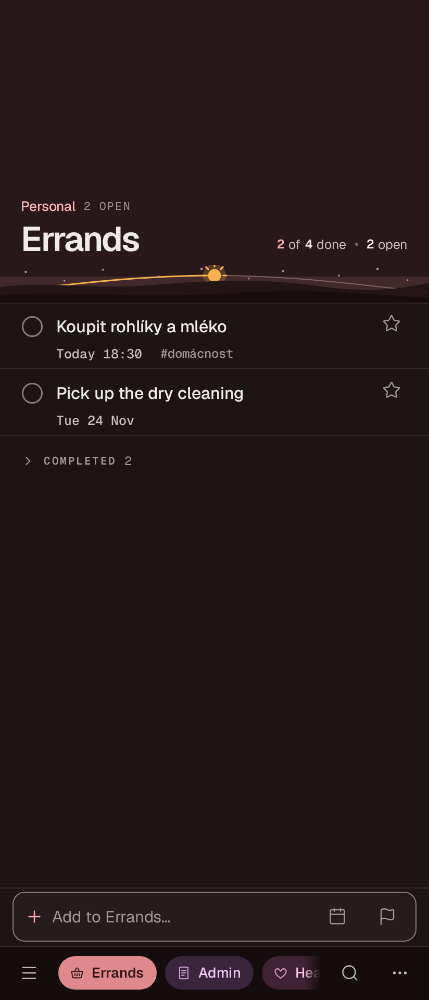 Personal 2 OPEN
Errands
2 of 4 done • 2 open
Koupit rohlíky a mléko
Today 18:30 #domácnost
Pick up the dry cleaning
Tue 24 Nov
COMPLETED 2
Add to Errands…
Errands Admin Hea